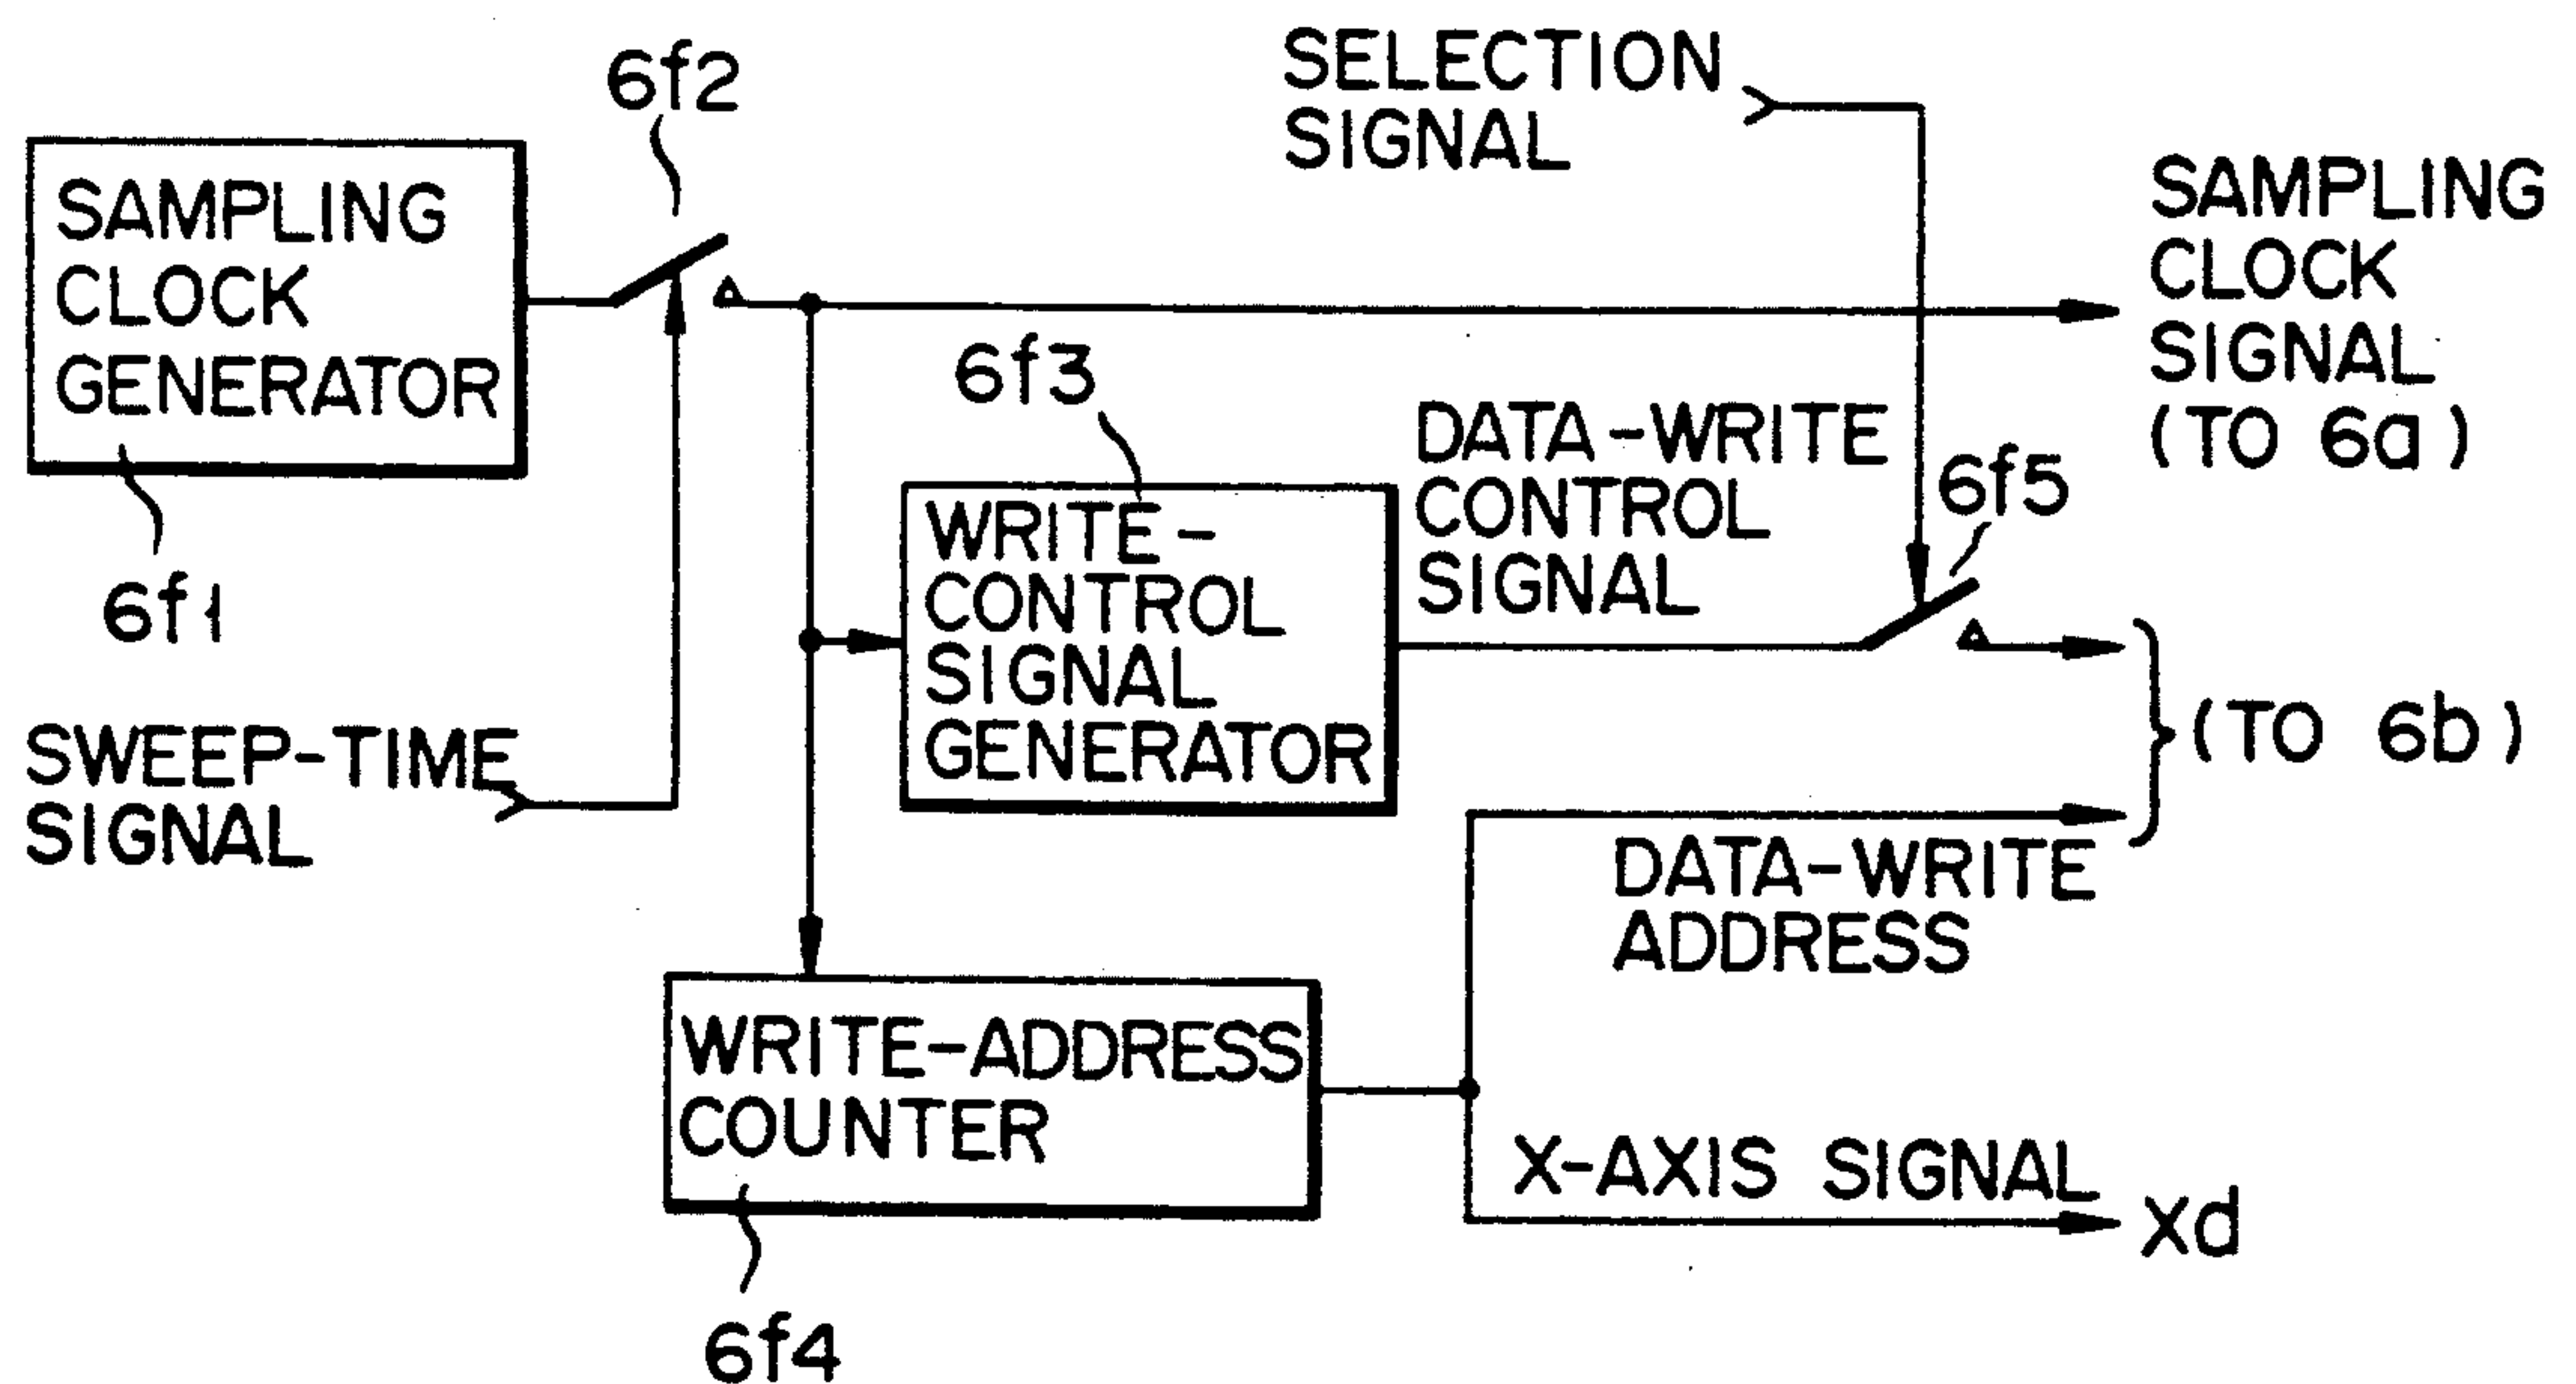 6f2
SELECTION
SIGNAL
SAMPLING
CLOCK
GENERATOR
6f1
SAMPLING
CLOCK
SIGNAL
(TO 6a)
6f3
DATA-WRITE
CONTROL
SIGNAL
6f5
WRITE-
CONTROL
SIGNAL
GENERATOR
SWEEP-TIME
SIGNAL
(TO 6b)
DATA-WRITE
ADDRESS
WRITE-ADDRESS
COUNTER
6f4
X-AXIS SIGNAL
Xd